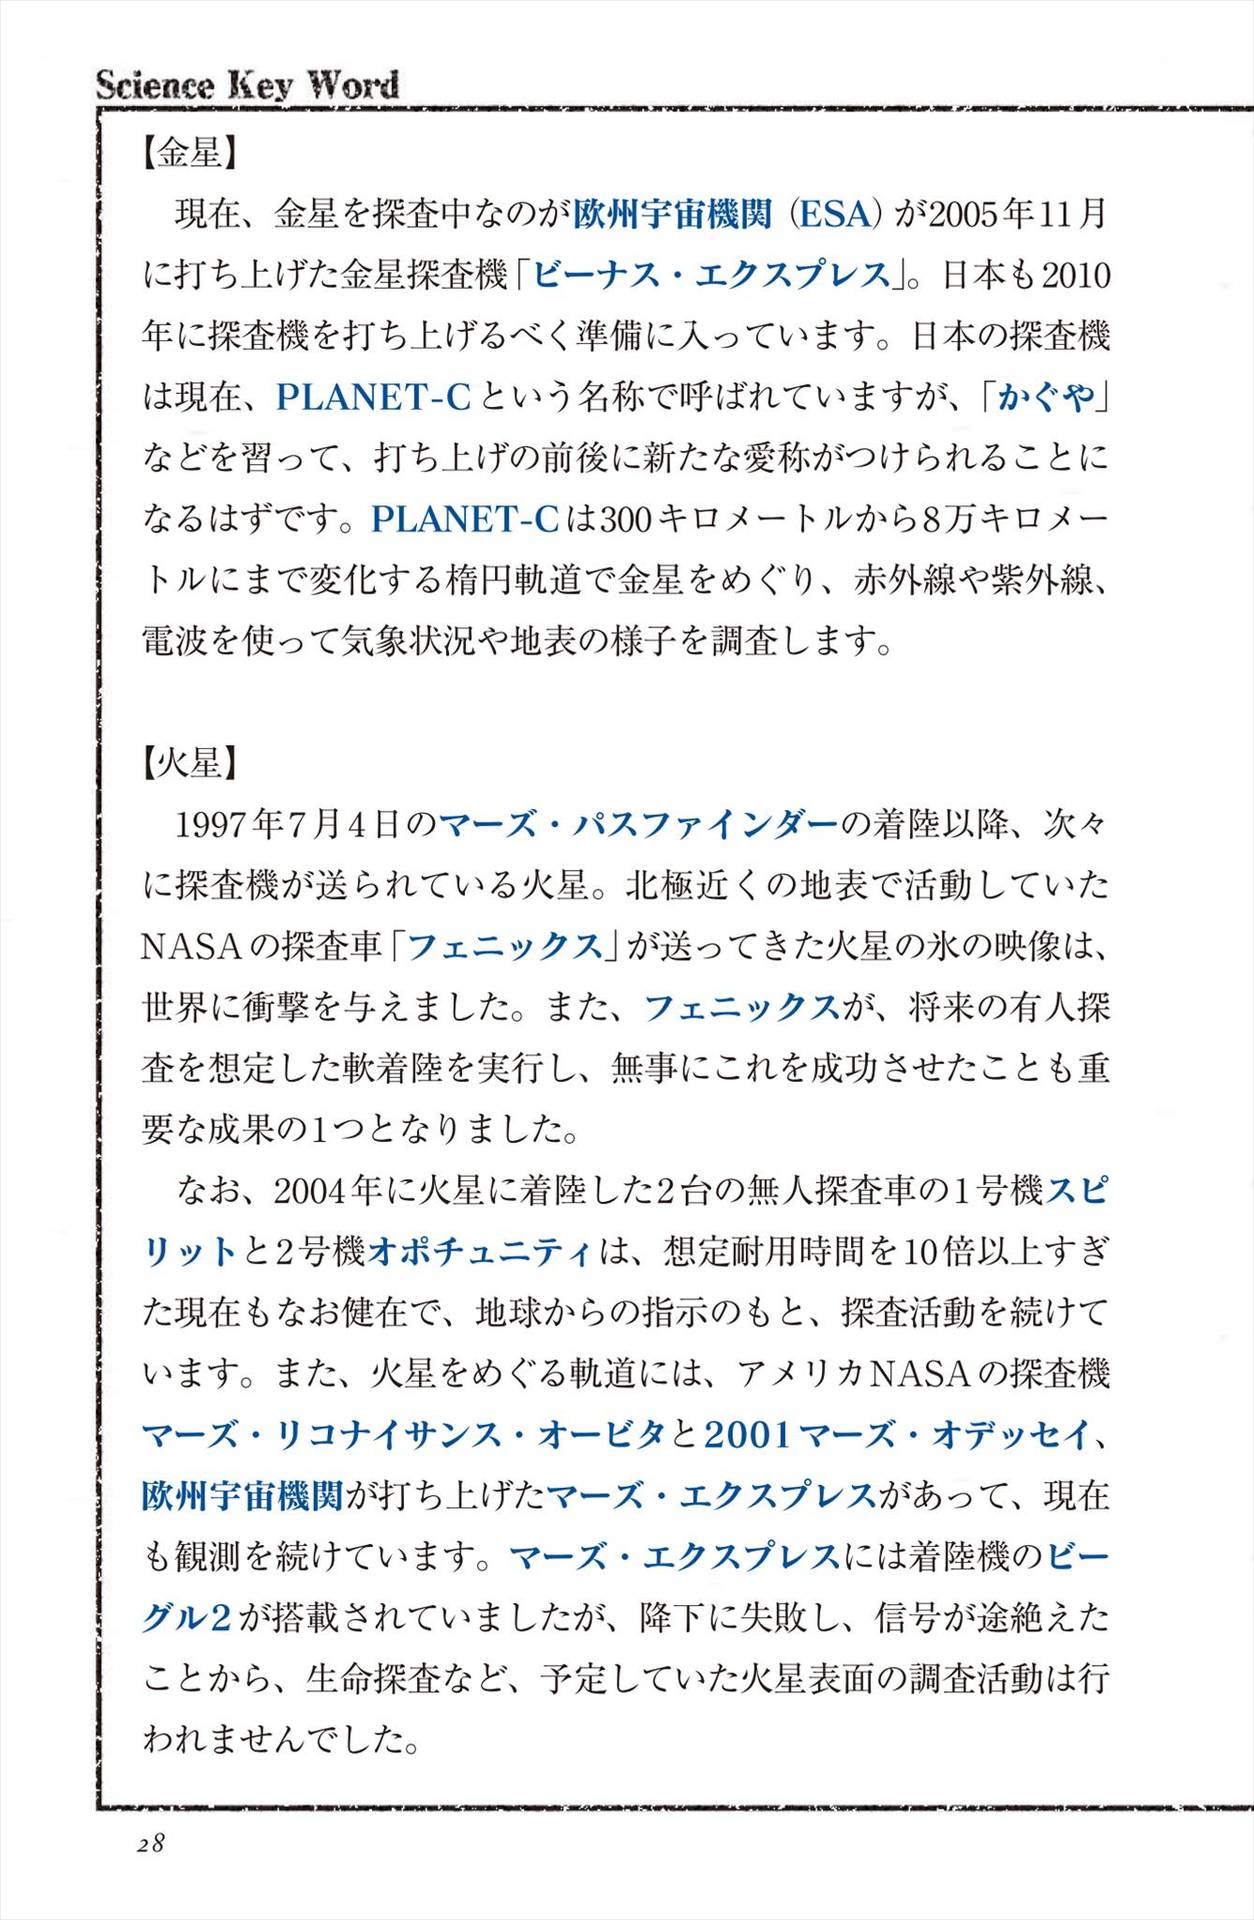 Science Key Word
【金星】
　現在、金星を探査中なのが欧州宇宙機関（ESA）が2005年11月
に打ち上げた金星探査機「ビーナス・エクスプレス」。日本も2010
年に探査機を打ち上げるべく準備に入っています。日本の探査機
は現在、PLANET-Cという名称で呼ばれていますが、「かぐや」
などを習って、打ち上げの前後に新たな愛称がつけられることに
なるはずです。PLANET-Cは300キロメートルから8万キロメー
トルにまで変化する楕円軌道で金星をめぐり、赤外線や紫外線、
電波を使って気象状況や地表の様子を調査します。
【火星】
　1997年7月4日のマーズ・パスファインダーの着陸以降、次々
に探査機が送られている火星。北極近くの地表で活動していた
NASAの探査車「フェニックス」が送ってきた火星の氷の映像は、
世界に衝撃を与えました。また、フェニックスが、将来の有人探
査を想定した軟着陸を実行し、無事にこれを成功させたことも重
要な成果の1つとなりました。
　なお、2004年に火星に着陸した2台の無人探査車の1号機スピ
リットと2号機オポチュニティは、想定耐用時間を10倍以上すぎ
た現在もなお健在で、地球からの指示のもと、探査活動を続けて
います。また、火星をめぐる軌道には、アメリカNASAの探査機
マーズ・リコナイサンス・オービタと2001マーズ・オデッセイ、
欧州宇宙機関が打ち上げたマーズ・エクスプレスがあって、現在
も観測を続けています。マーズ・エクスプレスには着陸機のビー
グル2が搭載されていましたが、降下に失敗し、信号が途絶えた
ことから、生命探査など、予定していた火星表面の調査活動は行
われませんでした。
28